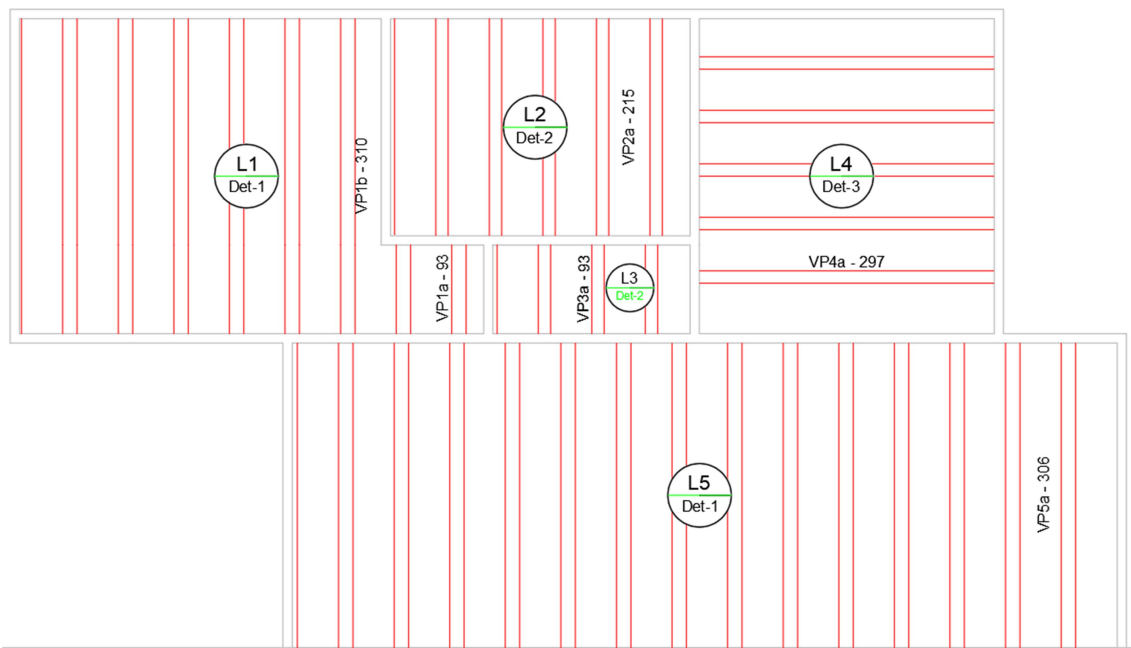 L1
Det-1
VP1b - 310
L2
Det-2
VP2a - 215
L4
Det-3
VP4a - 297
VP1a - 93
VP3a - 93
L3
Det-2
L5
Det-1
VP5a - 306